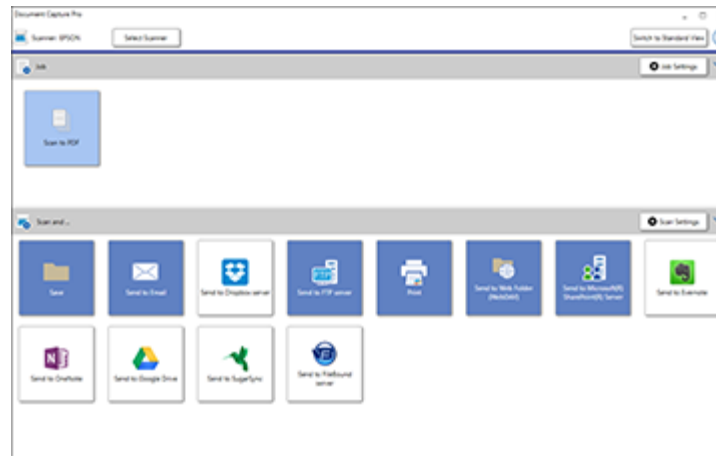 Document Capture Pro
Scanner: EPSON
Select Scanner
Switch to Standard View
Job
Job Settings
Scan to PDF
Scan and ...
Scan Settings
Save
Send to Email
Send to Dropbox server
Send to FTP server
Print
Send to Web Folder
(WebDAV)
Send to Microsoft(R)
SharePoint(R) Server
Send to Evernote
Send to OneNote
Send to Google Drive
Send to SugarSync
Send to FileBound
server